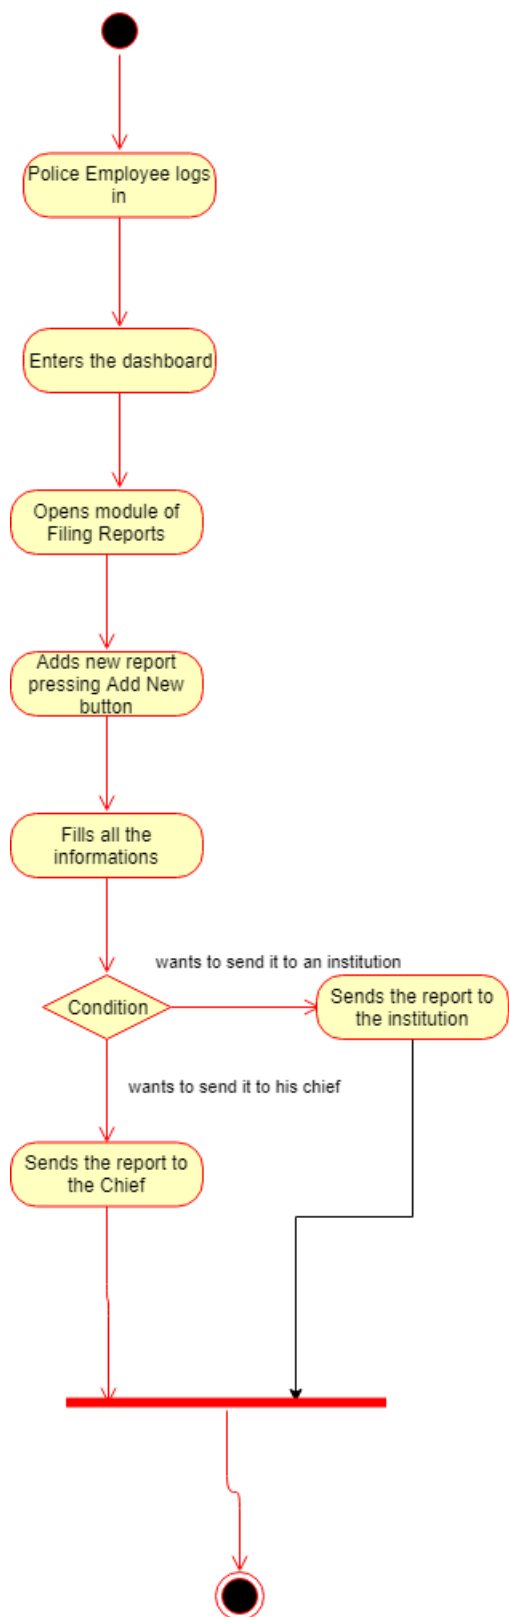 Police Employee logs
in
Enters the dashboard
Opens module of
Filing Reports
Adds new report
pressing Add New
button
Fills all the
informations
wants to send it to an institution
Condition
Sends the report to
the institution
wants to send it to his chief
Sends the report to
the Chief